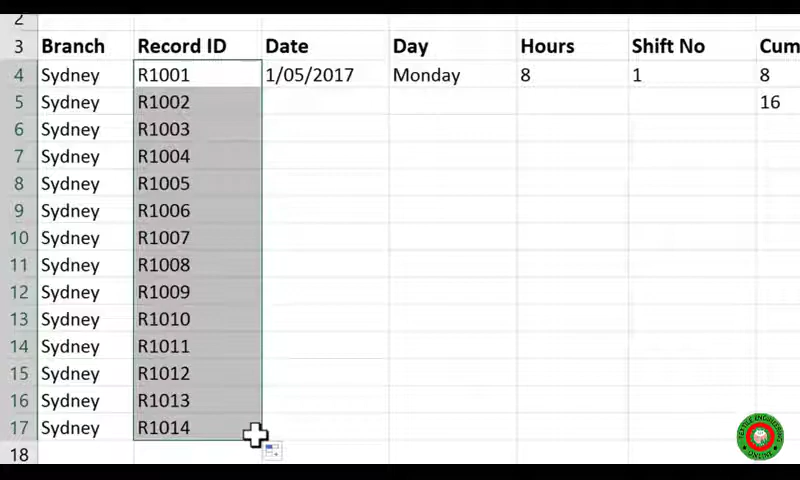 2
3 Branch Record ID Date Day Hours Shift No Cum
4 Sydney R1001 1/05/2017 Monday 8 1 8
5 Sydney R1002 16
6 Sydney R1003
7 Sydney R1004
8 Sydney R1005
9 Sydney R1006
10 Sydney R1007
11 Sydney R1008
12 Sydney R1009
13 Sydney R1010
14 Sydney R1011
15 Sydney R1012
16 Sydney R1013
17 Sydney R1014
18
TEXTILE ENGINEERING
ONLINE